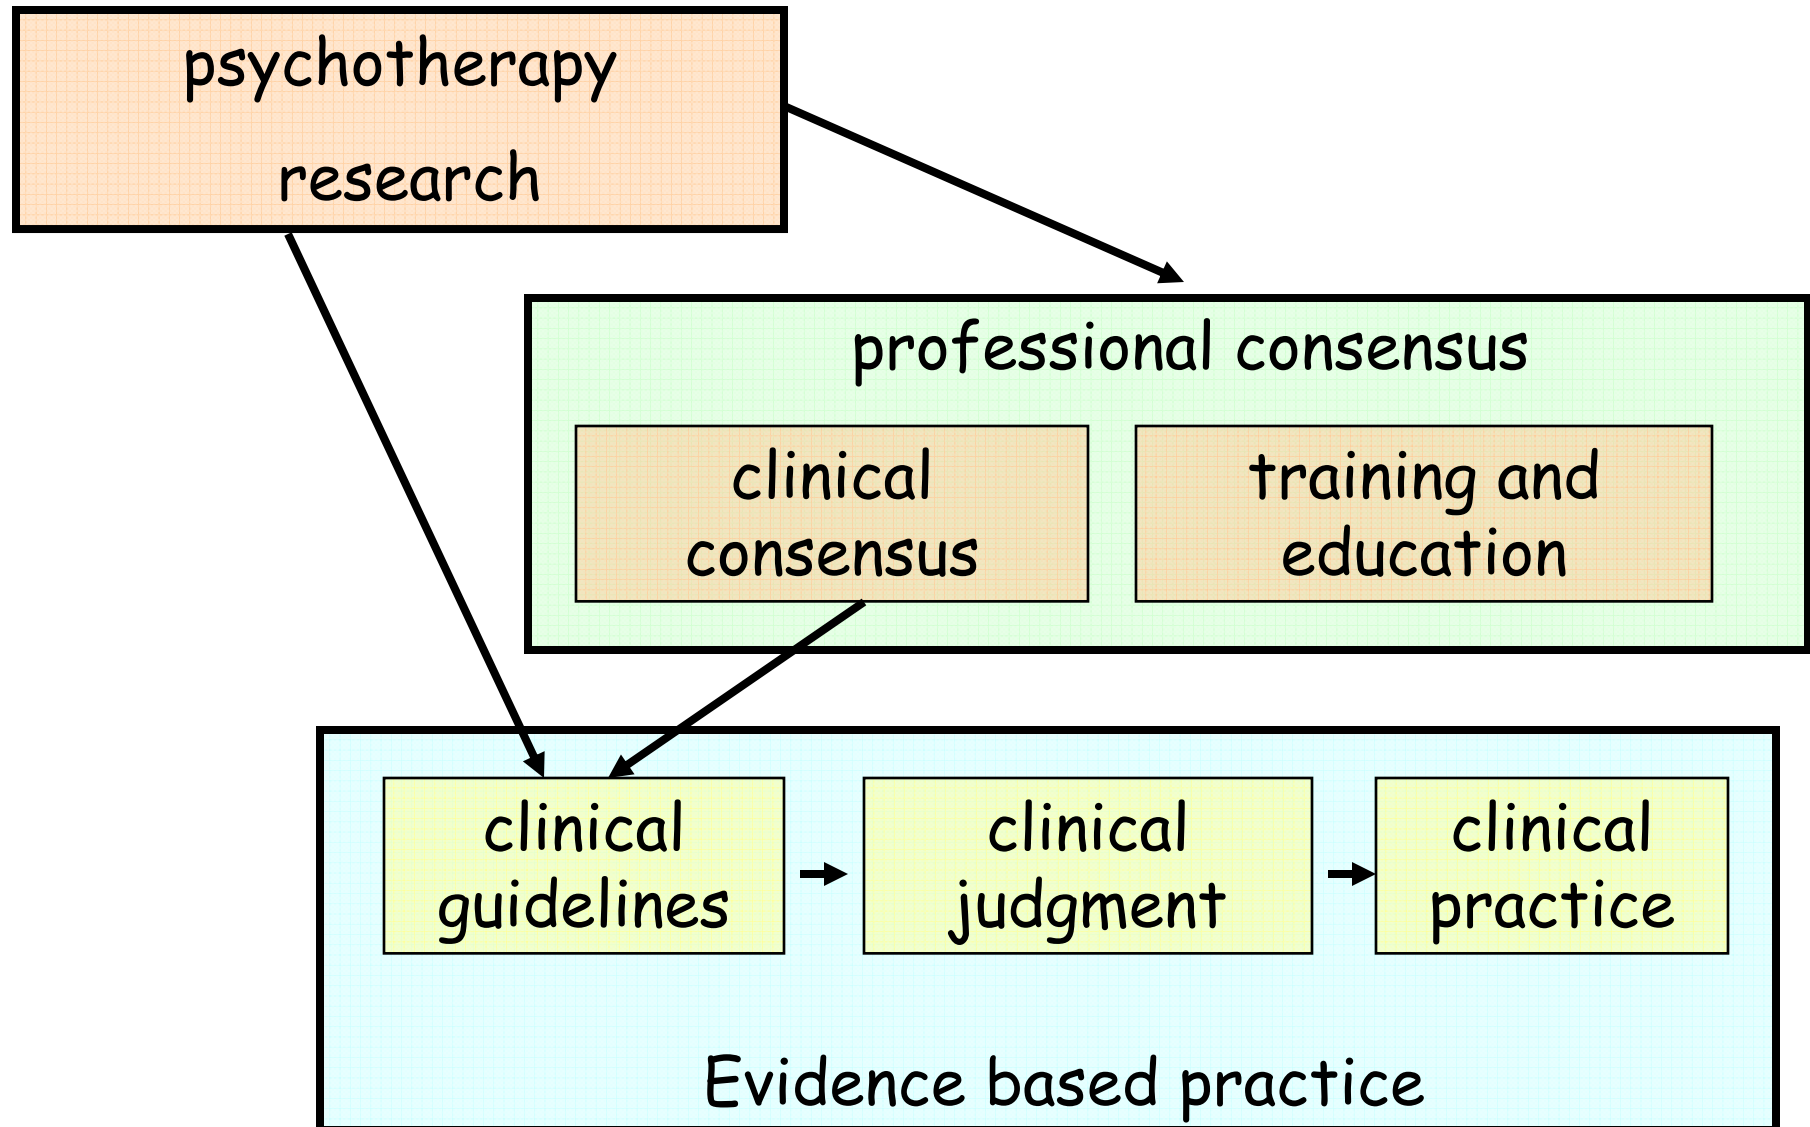 psychotherapy
research
professional consensus
clinical
consensus
training and
education
clinical
guidelines
clinical
judgment
clinical
practice
Evidence based practice